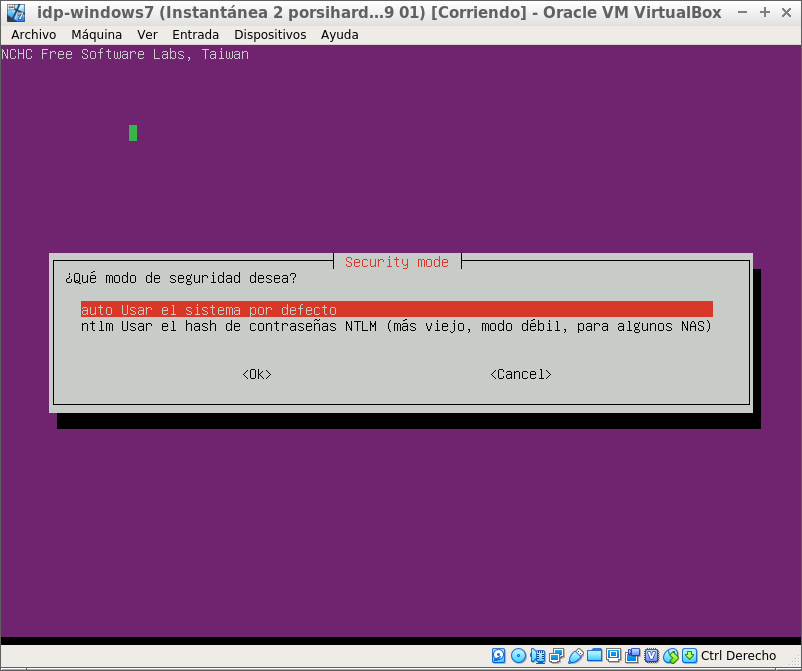 idp-windows7 (Instantánea 2 porsihard...9 01) [Corriendo] - Oracle VM VirtualBox
Archivo Máquina Ver Entrada Dispositivos Ayuda
NCHC Free Software Labs, Taiwan
Security mode
¿Qué modo de seguridad desea?
auto Usar el sistema por defecto
ntlm Usar el hash de contraseñas NTLM (más viejo, modo débil, para algunos NAS)
<Ok> <Cancel>
Ctrl Derecho